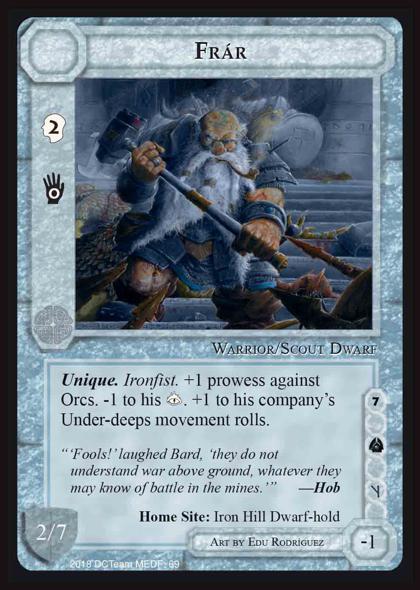 FRÁR
2
WARRIOR/SCOUT DWARF
Unique. Ironfist. +1 prowess against
Orcs. -1 to his . +1 to his company's
Under-deeps movement rolls.
7
"'Fools!' laughed Bard, 'they do not
understand war above ground, whatever they
may know of battle in the mines.'" —Hob
Home Site: Iron Hill Dwarf-hold
2/7
ART BY EDU RODRIGUEZ
-1
2018 DCTeam MEDF: 69